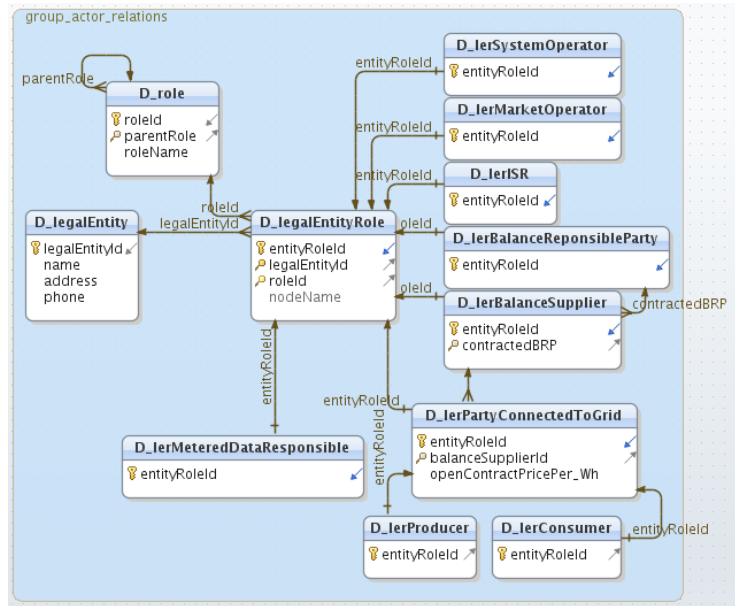 group_actor_relations
D_lerSystemOperator
entityRoleId
entityRoleId
parentRole
D_role
roleId
parentRole
roleName
D_lerMarketOperator
entityRoleId
entityRoleId
D_lerISR
entityRoleId
entityRoleId
roleId
legalEntityId
D_legalEntity
legalEntityId
name
address
phone
D_legalEntityRole
entityRoleId
legalEntityId
roleId
nodeName
oleId
D_lerBalanceReponsibleParty
entityRoleId
oleId
D_lerBalanceSupplier
entityRoleId
contractedBRP
contractedBRP
entityRoleId
entityRoleId
D_lerPartyConnectedToGrid
entityRoleId
balanceSupplierId
openContractPricePer_Wh
D_lerMeteredDataResponsible
entityRoleId
entityRoleId
D_lerProducer
entityRoleId
D_lerConsumer
entityRoleId
entityRoleId